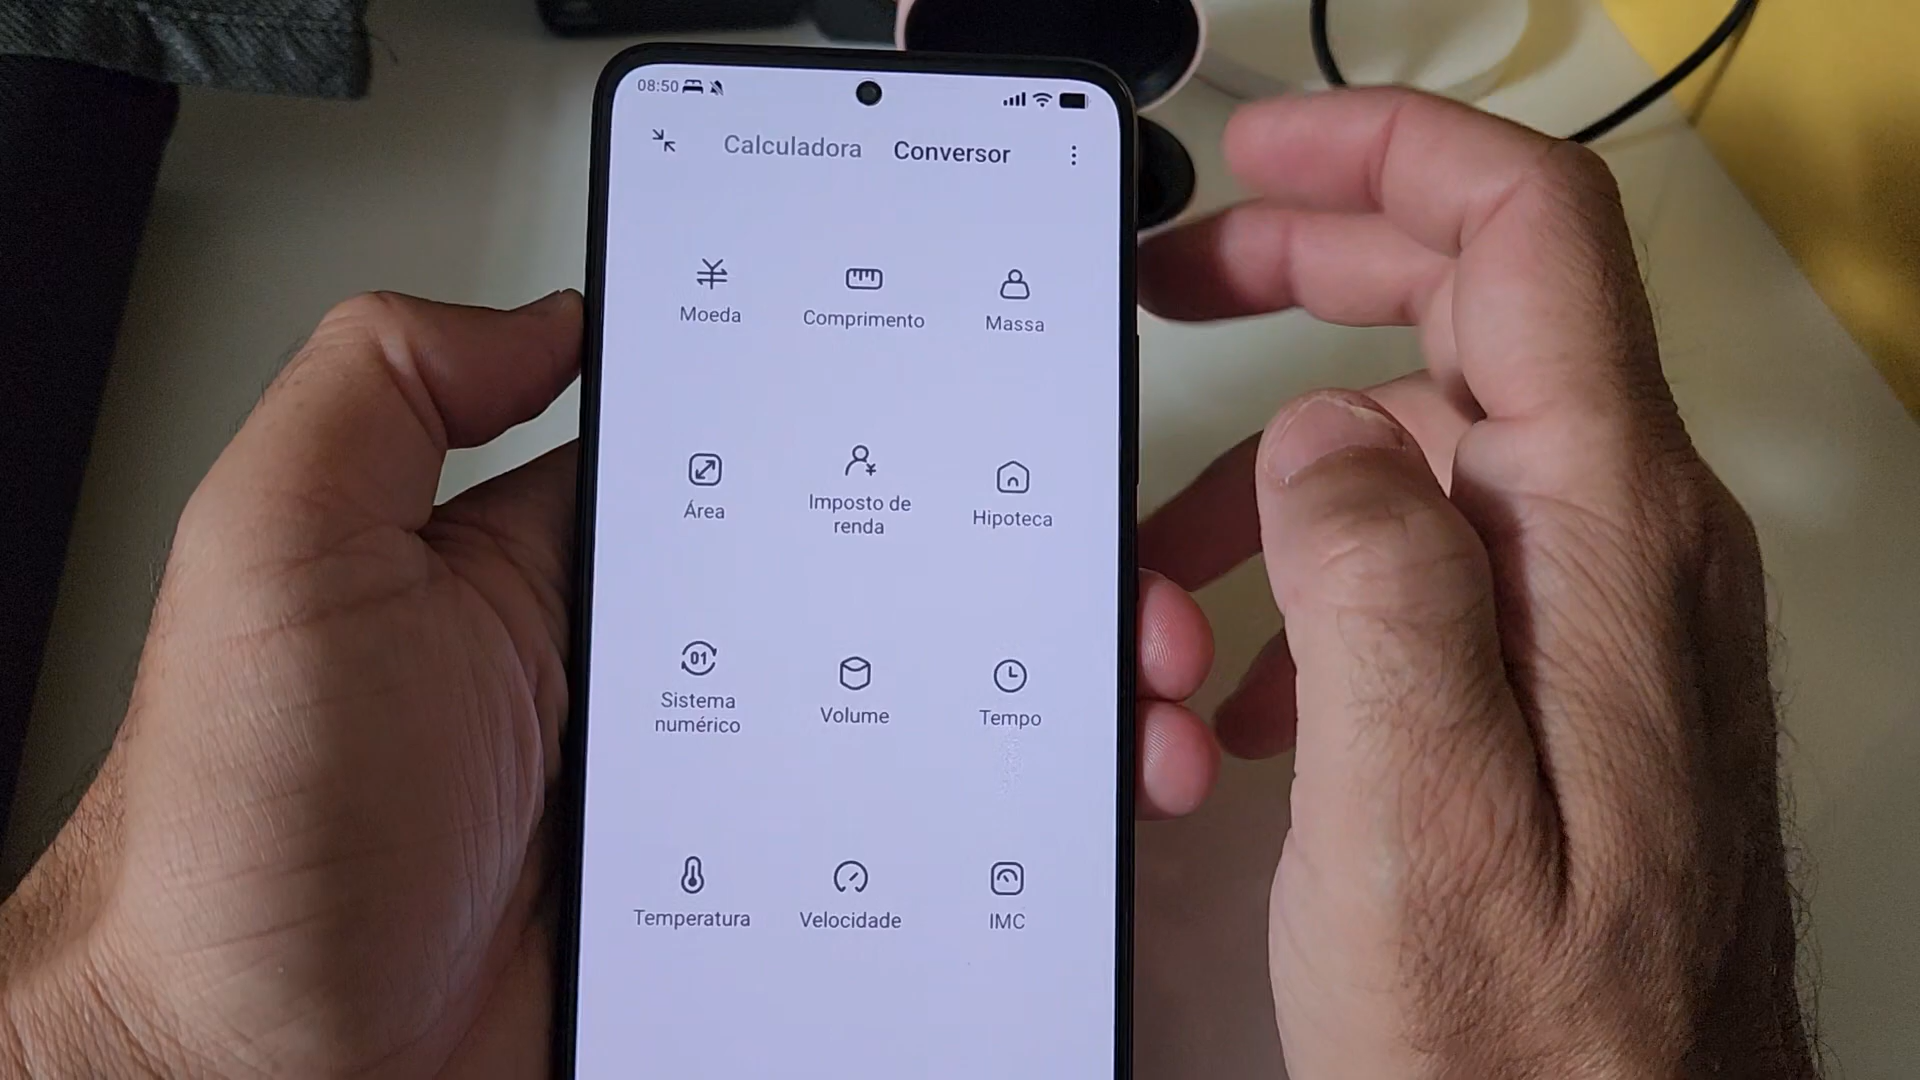 08:50
Calculadora Conversor
Moeda
Comprimento
Massa
Área
Imposto de
renda
Hipoteca
01
Sistema
numérico
Volume
Tempo
Temperatura
Velocidade
IMC